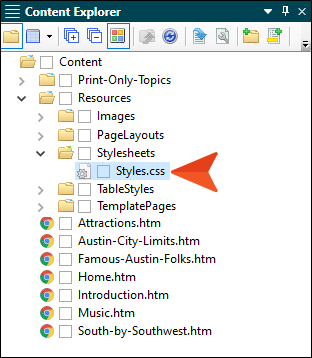 Content Explorer
Content
Print-Only-Topics
Resources
Images
PageLayouts
Stylesheets
Styles.css
TableStyles
TemplatePages
Attractions.htm
Austin-City-Limits.htm
Famous-Austin-Folks.htm
Home.htm
Introduction.htm
Music.htm
South-by-Southwest.htm